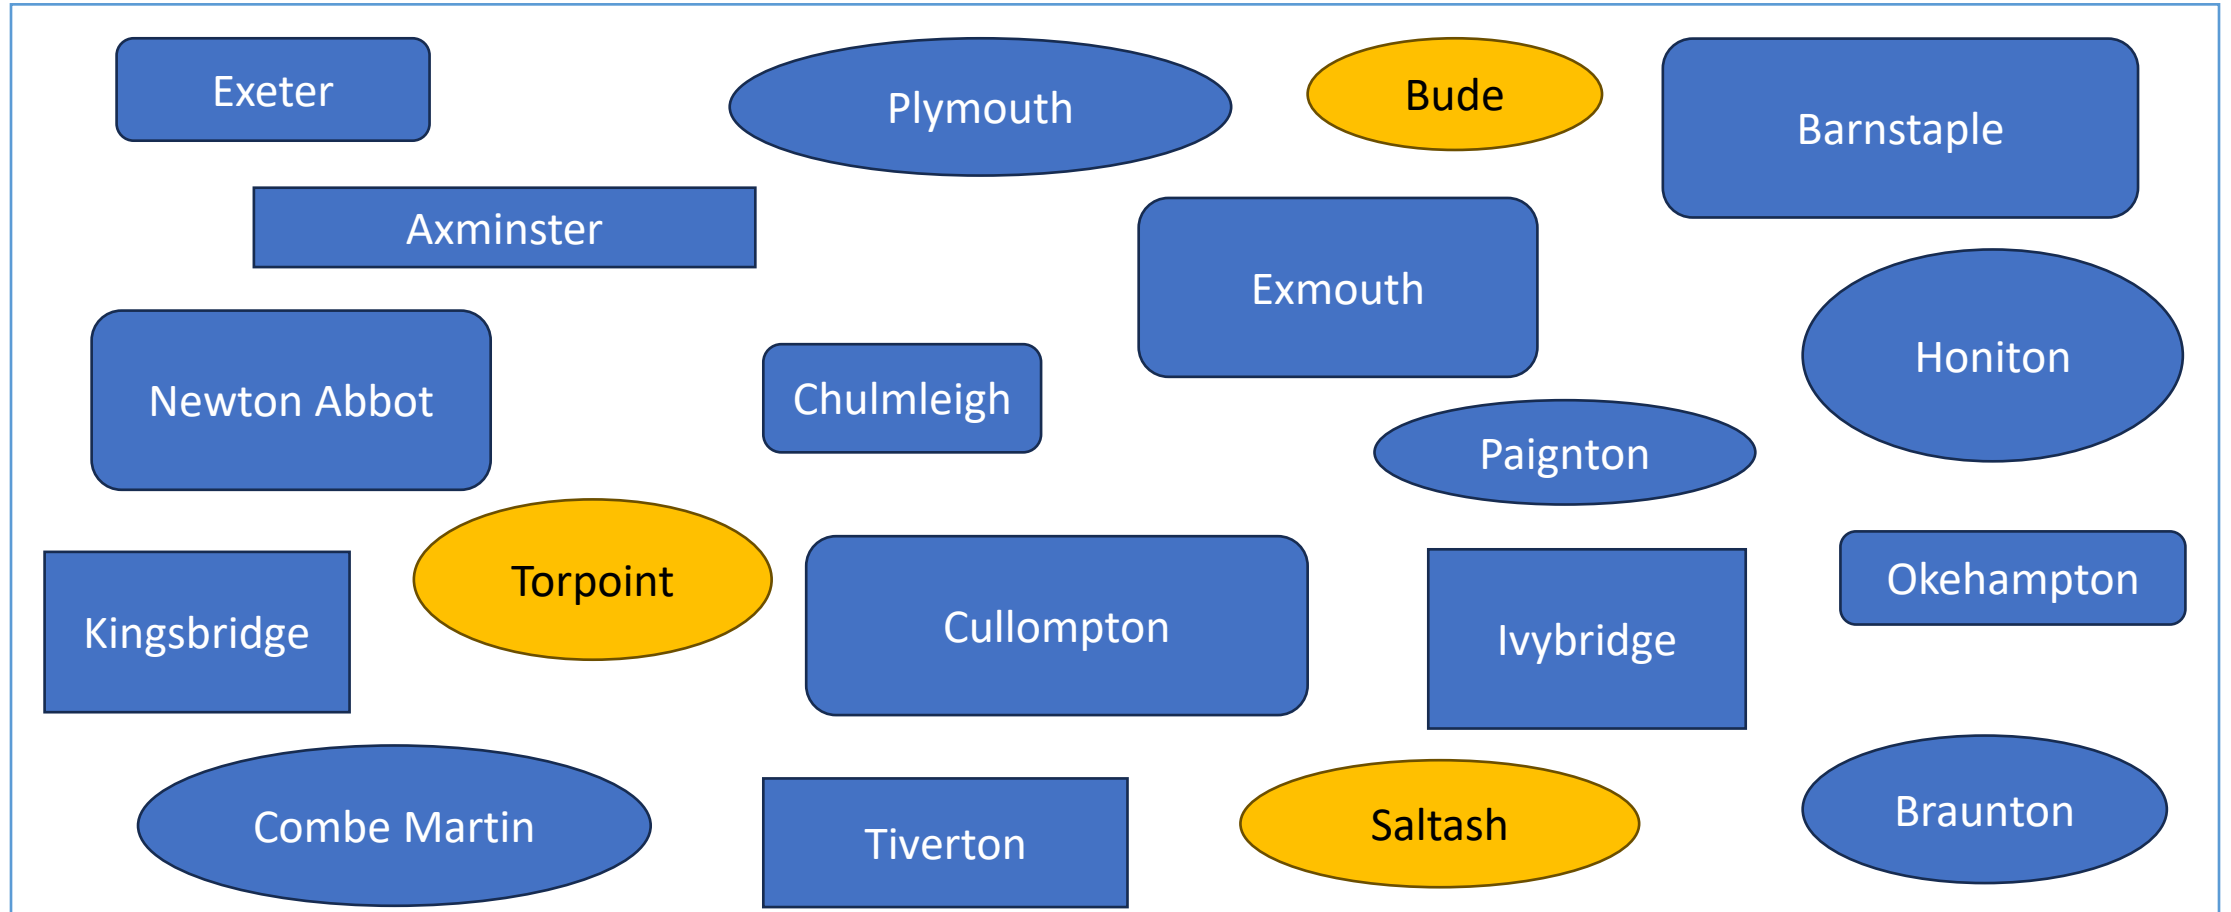 Exeter
Plymouth
Bude
Barnstaple
Axminster
Exmouth
Honiton
Newton Abbot
Chulmleigh
Paignton
Torpoint
Okehampton
Kingsbridge
Cullompton
Ivybridge
Combe Martin
Tiverton
Saltash
Braunton